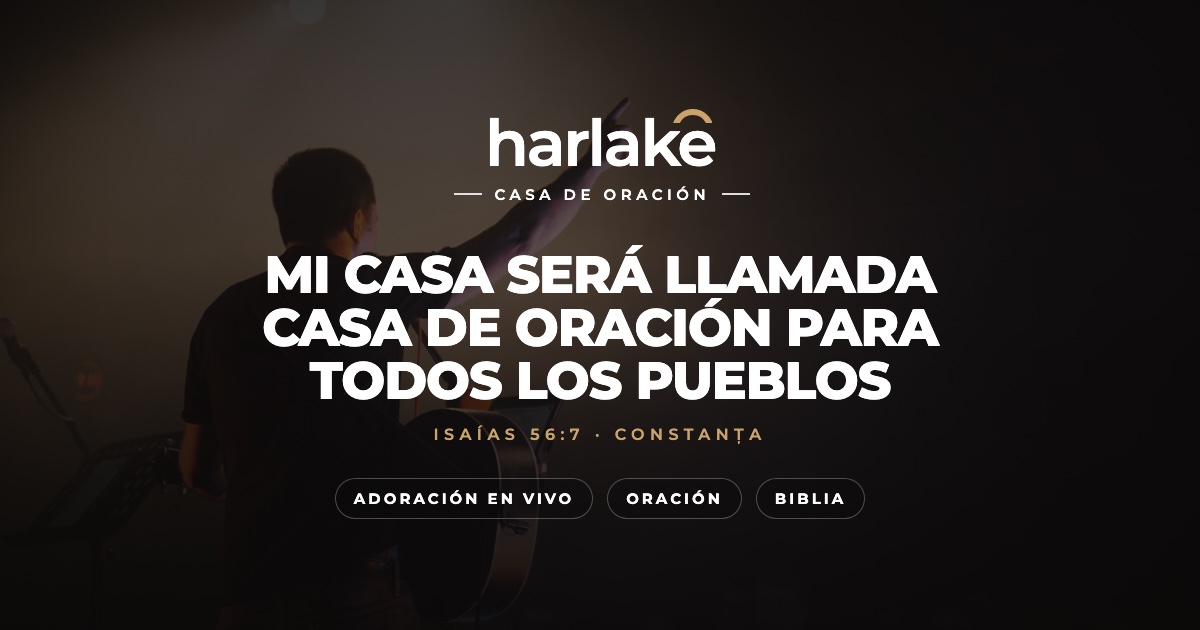 harlake
CASA DE ORACIÓN
MI CASA SERÁ LLAMADA
CASA DE ORACIÓN PARA
TODOS LOS PUEBLOS
ISAÍAS 56:7 · CONSTANȚA
ADORACIÓN EN VIVO
ORACIÓN
BIBLIA